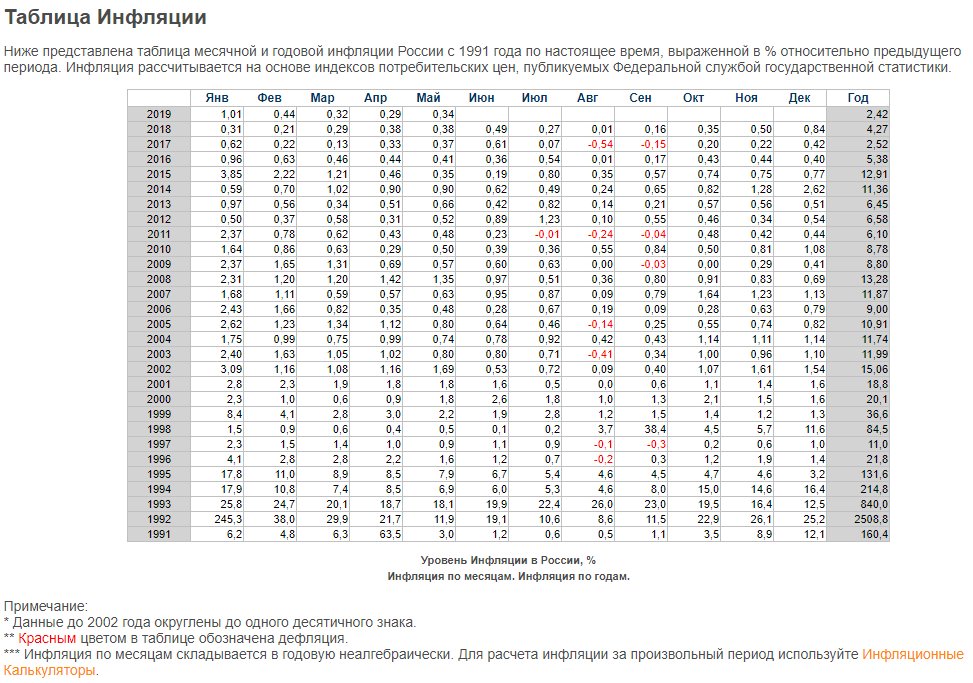 Таблица Инфляции
Ниже представлена таблица месячной и годовой инфляции России с 1991 года по настоящее время, выраженной в % относительно предыдущего
периода. Инфляция рассчитывается на основе индексов потребительских цен, публикуемых Федеральной службой государственной статистики.
Янв Фев Мар Апр Май Июн Июл Авг Сен Окт Ноя Дек Год
2019 1,01 0,44 0,32 0,29 0,34 2,42
2018 0,31 0,21 0,29 0,38 0,38 0,49 0,27 0,01 0,16 0,35 0,50 0,84 4,27
2017 0,62 0,22 0,13 0,33 0,37 0,61 0,07 -0,54 -0,15 0,20 0,22 0,42 2,52
2016 0,96 0,63 0,46 0,44 0,41 0,36 0,54 0,01 0,17 0,43 0,44 0,40 5,38
2015 3,85 2,22 1,21 0,46 0,35 0,19 0,80 0,35 0,57 0,74 0,75 0,77 12,91
2014 0,59 0,70 1,02 0,90 0,90 0,62 0,49 0,24 0,65 0,82 1,28 2,62 11,36
2013 0,97 0,56 0,34 0,51 0,66 0,42 0,82 0,14 0,21 0,57 0,56 0,51 6,45
2012 0,50 0,37 0,58 0,31 0,52 0,89 1,23 0,10 0,55 0,46 0,34 0,54 6,58
2011 2,37 0,78 0,62 0,43 0,48 0,23 -0,01 -0,24 -0,04 0,48 0,42 0,44 6,10
2010 1,64 0,86 0,63 0,29 0,50 0,39 0,36 0,55 0,84 0,50 0,81 1,08 8,78
2009 2,37 1,65 1,31 0,69 0,57 0,60 0,63 0,00 -0,03 0,00 0,29 0,41 8,80
2008 2,31 1,20 1,20 1,42 1,35 0,97 0,51 0,36 0,80 0,91 0,83 0,69 13,28
2007 1,68 1,11 0,59 0,57 0,63 0,95 0,87 0,09 0,79 1,64 1,23 1,13 11,87
2006 2,43 1,66 0,82 0,35 0,48 0,28 0,67 0,19 0,09 0,28 0,63 0,79 9,00
2005 2,62 1,23 1,34 1,12 0,80 0,64 0,46 -0,14 0,25 0,55 0,74 0,82 10,91
2004 1,75 0,99 0,75 0,99 0,74 0,78 0,92 0,42 0,43 1,14 1,11 1,14 11,74
2003 2,40 1,63 1,05 1,02 0,80 0,80 0,71 -0,41 0,34 1,00 0,96 1,10 11,99
2002 3,09 1,16 1,08 1,16 1,69 0,53 0,72 0,09 0,40 1,07 1,61 1,54 15,06
2001 2,8 2,3 1,9 1,8 1,8 1,6 0,5 0,0 0,6 1,1 1,4 1,6 18,8
2000 2,3 1,0 0,6 0,9 1,8 2,6 1,8 1,0 1,3 2,1 1,5 1,6 20,1
1999 8,4 4,1 2,8 3,0 2,2 1,9 2,8 1,2 1,5 1,4 1,2 1,3 36,6
1998 1,5 0,9 0,6 0,4 0,5 0,1 0,2 3,7 38,4 4,5 5,7 11,6 84,5
1997 2,3 1,5 1,4 1,0 0,9 1,1 0,9 -0,1 -0,3 0,2 0,6 1,0 11,0
1996 4,1 2,8 2,8 2,2 1,6 1,2 0,7 -0,2 0,3 1,2 1,9 1,4 21,8
1995 17,8 11,0 8,9 8,5 7,9 6,7 5,4 4,6 4,5 4,7 4,6 3,2 131,6
1994 17,9 10,8 7,4 8,5 6,9 6,0 5,3 4,6 8,0 15,0 14,6 16,4 214,8
1993 25,8 24,7 20,1 18,7 18,1 19,9 22,4 26,0 23,0 19,5 16,4 12,5 840,0
1992 245,3 38,0 29,9 21,7 11,9 19,1 10,6 8,6 11,5 22,9 26,1 25,2 2508,8
1991 6,2 4,8 6,3 63,5 3,0 1,2 0,6 0,5 1,1 3,5 8,9 12,1 160,4
Уровень Инфляции в России, %
Инфляция по месяцам. Инфляция по годам.
Примечание:
* Данные до 2002 года округлены до одного десятичного знака.
** Красным цветом в таблице обозначена дефляция.
*** Инфляция по месяцам складывается в годовую неалгебраически. Для расчета инфляции за произвольный период используйте Инфляционные
Калькуляторы.